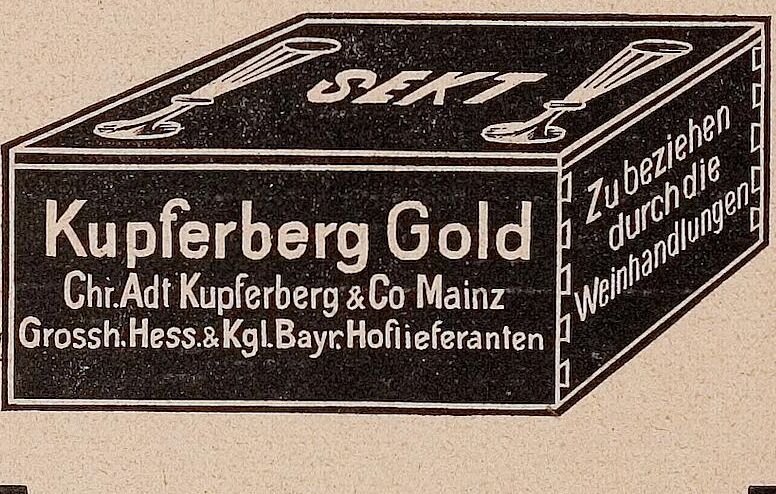 SEKT
Kupferberg Gold
Chr. Adt Kupferberg & Co Mainz
Grossh. Hess. & Kgl. Bayr. Hoflieferanten
Zu beziehen
durch die
Weinhandlungen